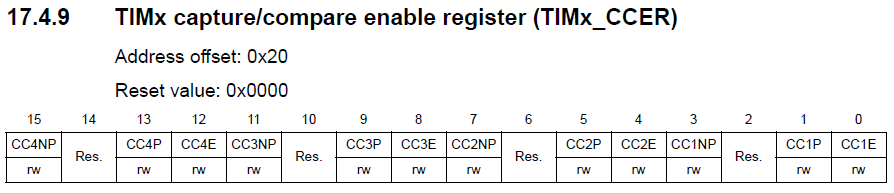 17.4.9 TIMx capture/compare enable register (TIMx_CCER)
Address offset: 0x20
Reset value: 0x0000
15 14 13 12 11 10 9 8 7 6 5 4 3 2 1 0
CC4NP Res. CC4P CC4E CC3NP Res. CC3P CC3E CC2NP Res. CC2P CC2E CC1NP Res. CC1P CC1E
rw rw rw rw rw rw rw rw rw rw rw rw